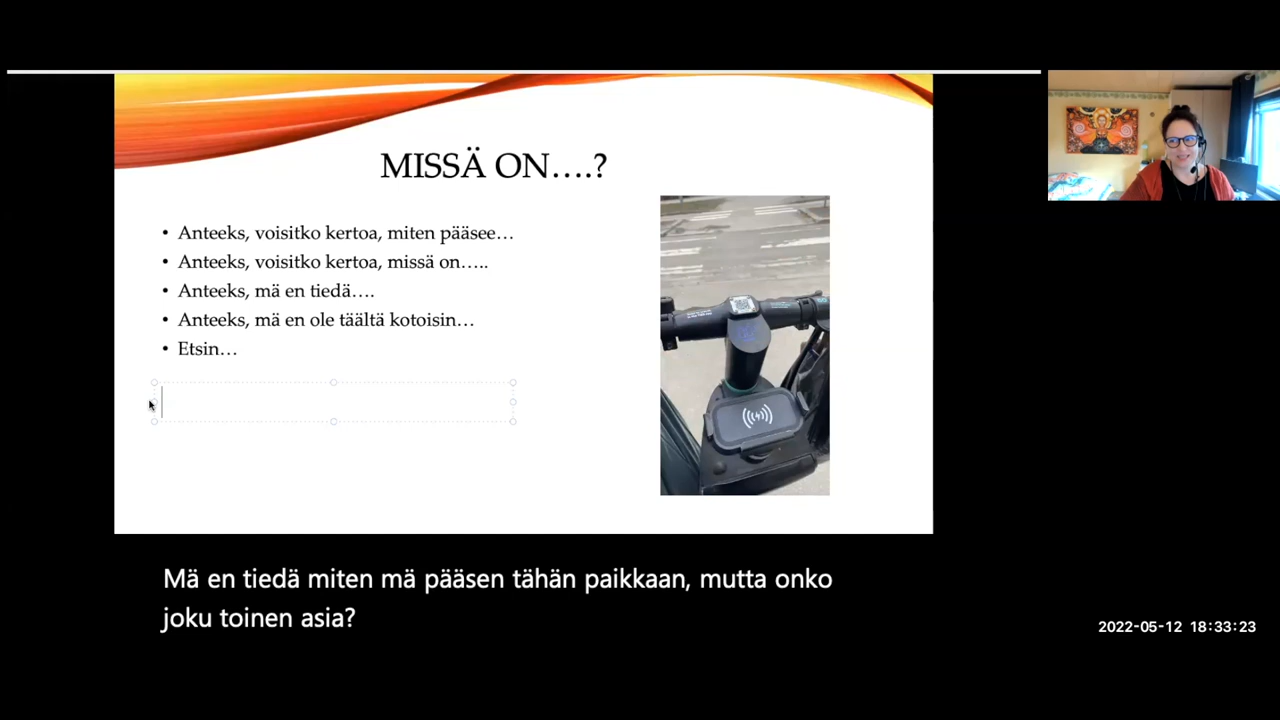 MISSÄ ON….?
• Anteeks, voisitko kertoa, miten pääsee…
• Anteeks, voisitko kertoa, missä on…..
• Anteeks, mä en tiedä….
• Anteeks, mä en ole täältä kotoisin…
• Etsin…
Mä en tiedä miten mä pääsen tähän paikkaan, mutta onko
joku toinen asia?
2022-05-12 18:33:23